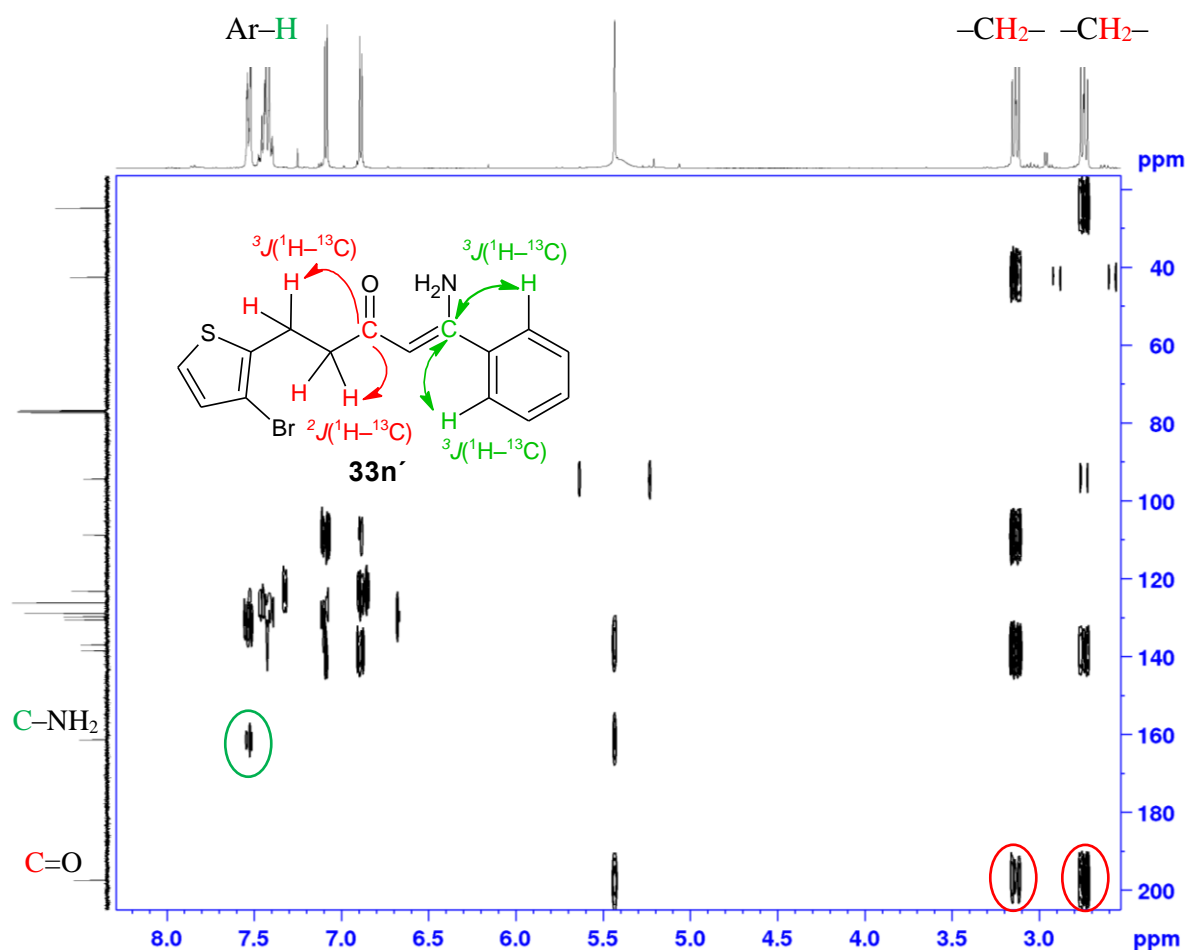 Ar–H
–CH₂– –CH₂–
ppm
³J(¹H–¹³C)
³J(¹H–¹³C)
H
O
H₂N
H
H
S
C
C
H
H
H
Br
²J(¹H–¹³C)
³J(¹H–¹³C)
33n´
40
60
80
100
120
140
C–NH₂
160
180
C=O
200
8.0 7.5 7.0 6.5 6.0 5.5 5.0 4.5 4.0 3.5 3.0 ppm